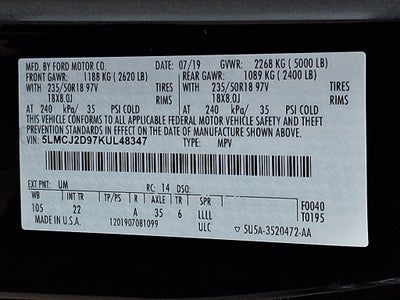 MFD. BY FORD MOTOR CO. DATE: 07/19 GVWR: 2268 KG ( 5000 LB)
FRONT GAWR: 1188 KG ( 2620 LB) REAR GAWR: 1089 KG ( 2400 LB)
WITH 235/50R18 97V TIRES WITH 235/50R18 97V TIRES
18X8.0J RIMS 18X8.0J RIMS
AT 240 kPa/ 35 PSI COLD AT 240 kPa/ 35 PSI COLD
THIS VEHICLE CONFORMS TO ALL APPLICABLE FEDERAL MOTOR VEHICLE SAFETY AND THEFT
PREVENTION STANDARDS IN EFFECT ON THE DATE OF MANUFACTURE SHOWN ABOVE.
VIN: 5LMCJ2D97KUL48347 TYPE: MPV
EXT PNT: UM RC: 14 DSO:
WB INT TR TP/PS R AXLE TR SPR F0040
105 22 A 35 6 LLLL T0195
MADE IN U.S.A. 1201907081099 ULC ▽ 5U5A-3520472-AA